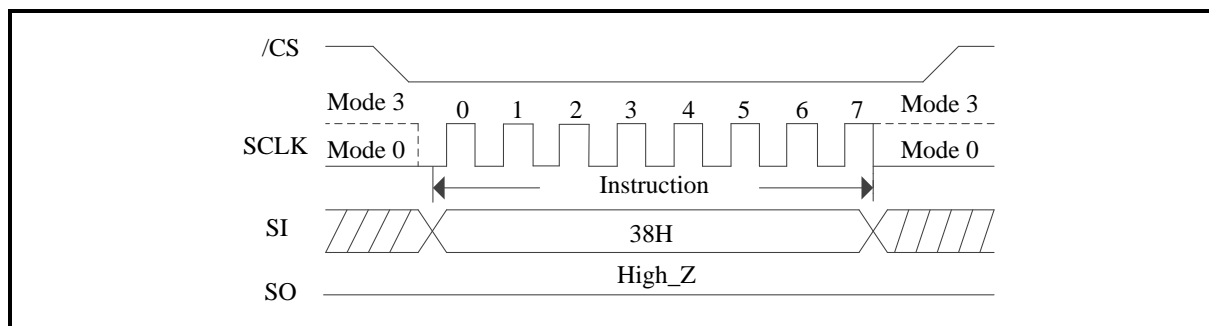 /CS
Mode 3 0 1 2 3 4 5 6 7 Mode 3
SCLK Mode 0 Mode 0
Instruction
SI 38H
High_Z
SO